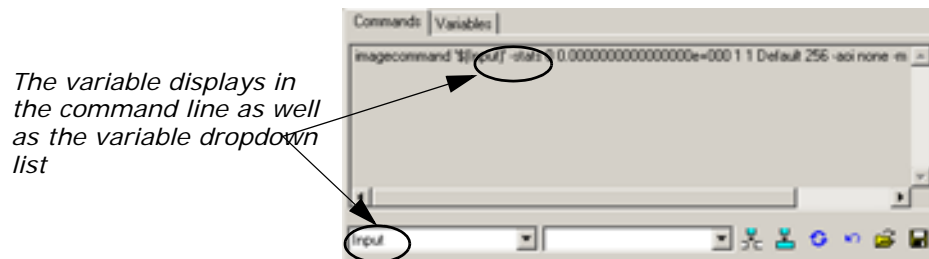 Commands Variables
imagecommand '$(Input)' -stats 0 0.0000000000000000e+000 1 1 Default 256 -aoi none -m
The variable displays in
the command line as well
as the variable dropdown
list
Input